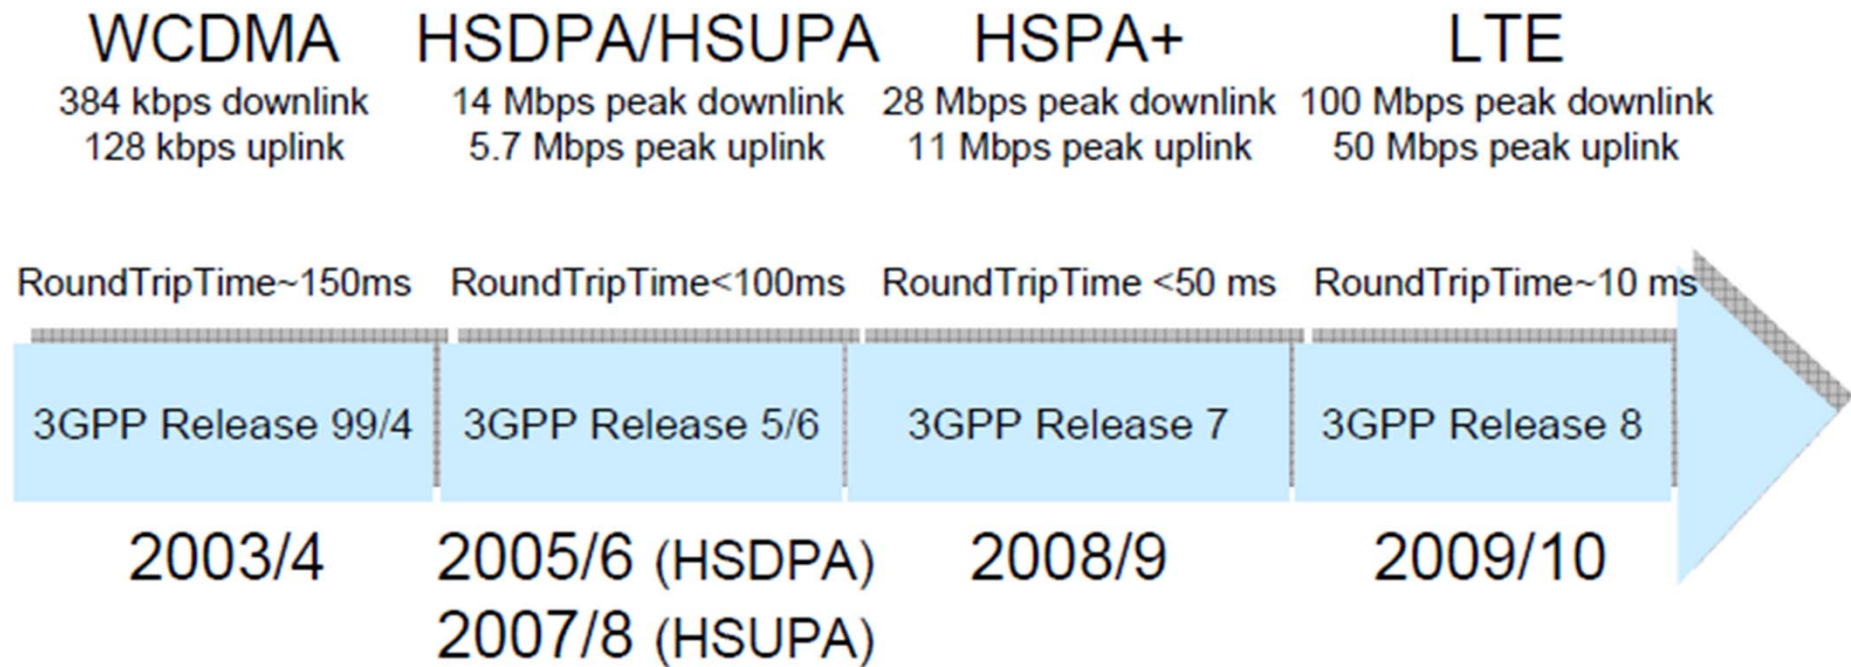 WCDMA
384 kbps downlink
128 kbps uplink
HSDPA/HSUPA
14 Mbps peak downlink
5.7 Mbps peak uplink
HSPA+
28 Mbps peak downlink
11 Mbps peak uplink
LTE
100 Mbps peak downlink
50 Mbps peak uplink
RoundTripTime~150ms
RoundTripTime<100ms
RoundTripTime <50 ms
RoundTripTime~10 ms
3GPP Release 99/4
3GPP Release 5/6
3GPP Release 7
3GPP Release 8
2003/4
2005/6 (HSDPA)
2007/8 (HSUPA)
2008/9
2009/10